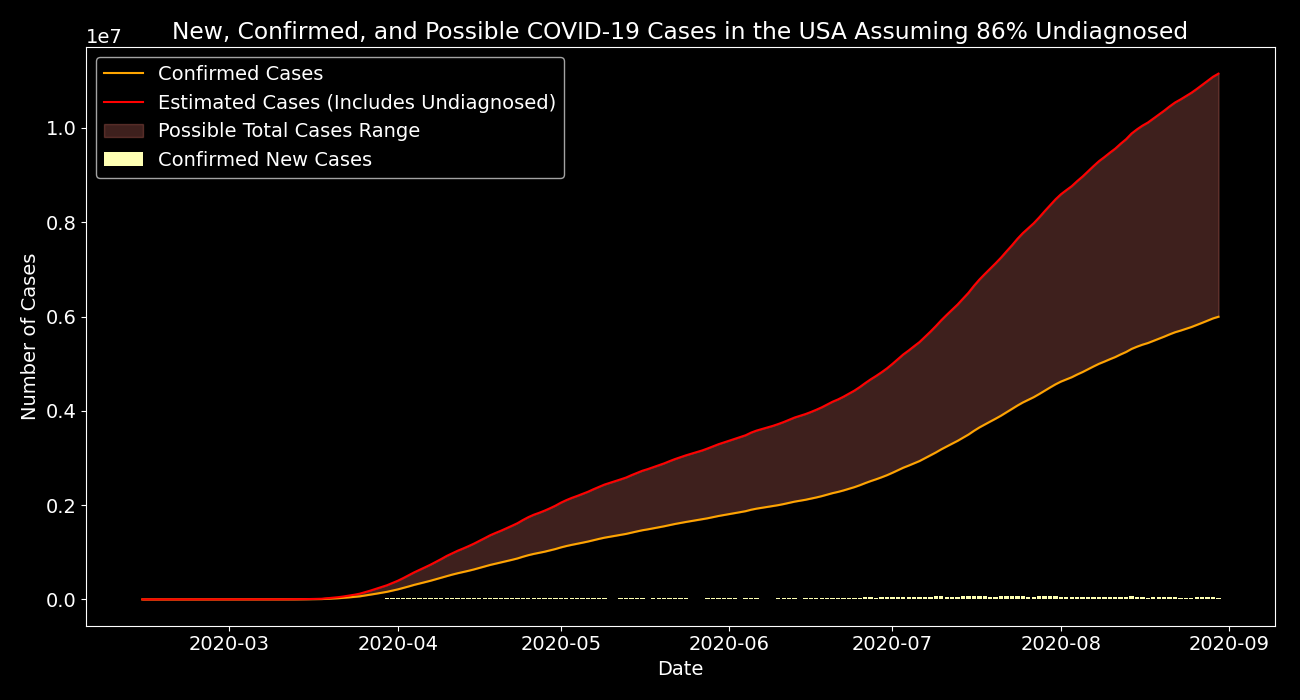 New, Confirmed, and Possible COVID-19 Cases in the USA Assuming 86% Undiagnosed
1e7
Confirmed Cases
Estimated Cases (Includes Undiagnosed)
Possible Total Cases Range
Confirmed New Cases
1.0
0.8
0.6
0.4
0.2
0.0
Number of Cases
2020-03 2020-04 2020-05 2020-06 2020-07 2020-08 2020-09
Date